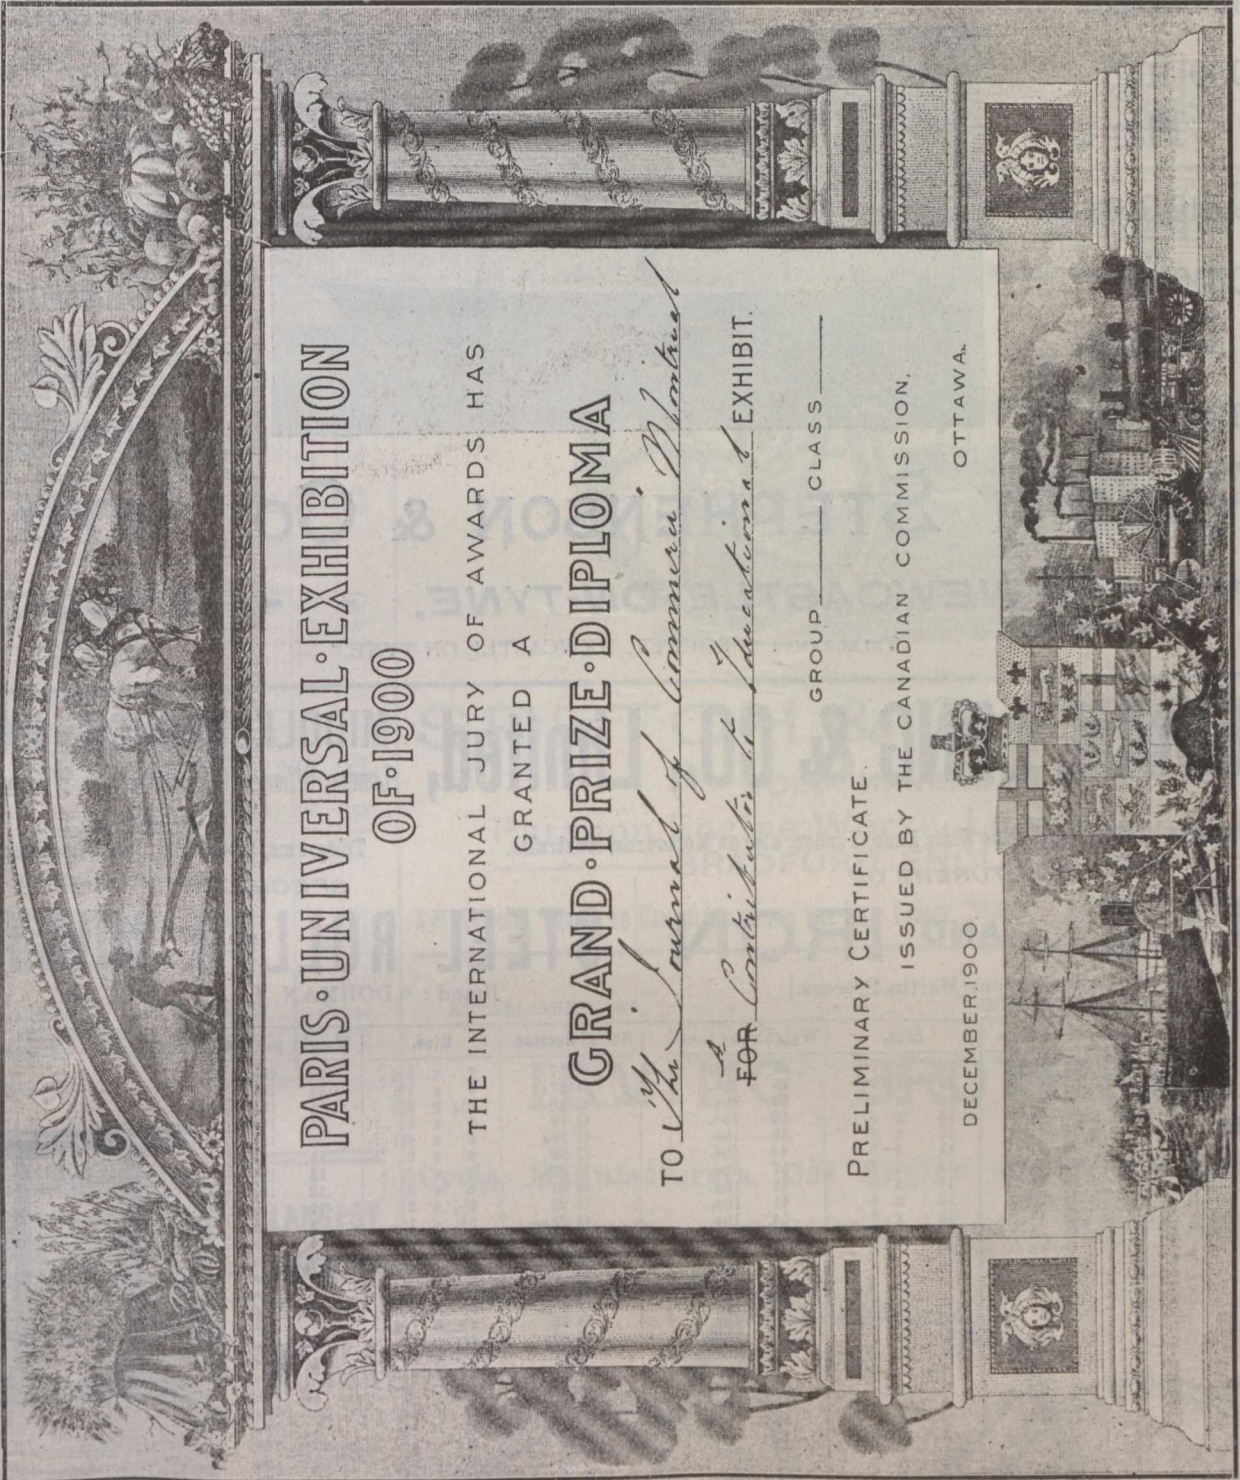 PARIS·UNIVERSAL·EXHIBITION
OF·1900
THE INTERNATIONAL JURY OF AWARDS HAS
GRANTED A
GRAND·PRIZE·DIPLOMA
TO "The Journal of Commerce" Montreal
A
FOR Contributor to Educational EXHIBIT.
GROUP CLASS
PRELIMINARY CERTIFICATE.
ISSUED BY THE CANADIAN COMMISSION,
DECEMBER, 1900. OTTAWA.